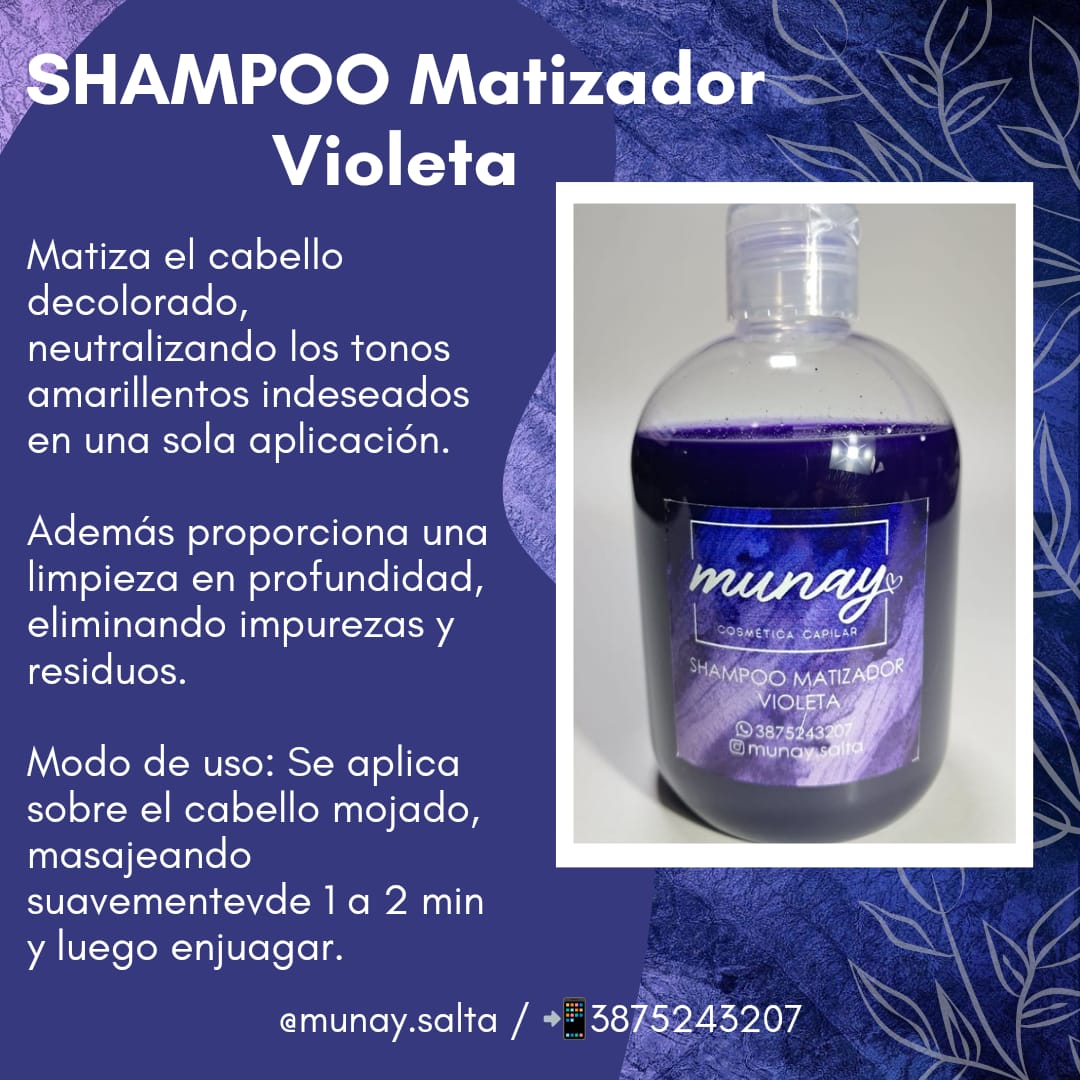 SHAMPOO Matizador
Violeta
Matiza el cabello
decolorado,
neutralizando los tonos
amarillentos indeseados
en una sola aplicación.
Además proporciona una
limpieza en profundidad,
eliminando impurezas y
residuos.
Modo de uso: Se aplica
sobre el cabello mojado,
masajeando
suavementevde 1 a 2 min
y luego enjuagar.
munay
COSMÉTICA CAPILAR
SHAMPOO MATIZADOR
VIOLETA
3875243207
munay.salta
@munay.salta / 3875243207